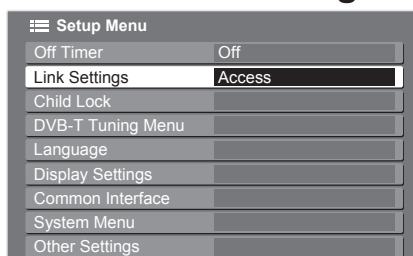 Setup Menu
Off Timer Off
Link Settings Access
Child Lock
DVB-T Tuning Menu
Language
Display Settings
Common Interface
System Menu
Other Settings